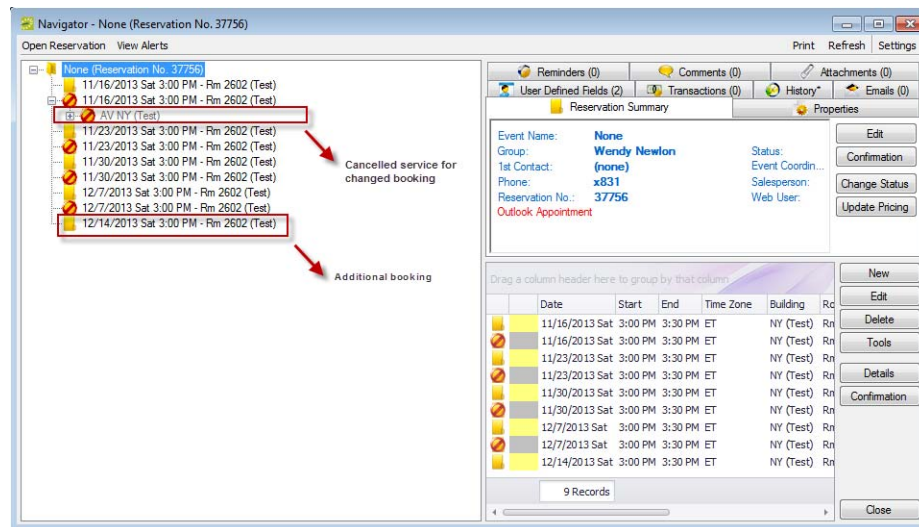 Navigator - None (Reservation No. 37756)
Open Reservation View Alerts Print Refresh Settings
None (Reservation No. 37756)
11/16/2013 Sat 3:00 PM - Rm 2602 (Test)
11/16/2013 Sat 3:00 PM - Rm 2602 (Test)
AV NY (Test)
11/23/2013 Sat 3:00 PM - Rm 2602 (Test)
11/23/2013 Sat 3:00 PM - Rm 2602 (Test)
11/30/2013 Sat 3:00 PM - Rm 2602 (Test)
11/30/2013 Sat 3:00 PM - Rm 2602 (Test)
12/7/2013 Sat 3:00 PM - Rm 2602 (Test)
12/7/2013 Sat 3:00 PM - Rm 2602 (Test)
12/14/2013 Sat 3:00 PM - Rm 2602 (Test)
Cancelled service for
changed booking
Additional booking
Reminders (0) Comments (0) Attachments (0)
User Defined Fields (2) Transactions (0) History* Emails (0)
Reservation Summary Properties
Event Name: None
Group: Wendy Newlon Status:
1st Contact: (none) Event Coordin...
Phone: x831 Salesperson:
Reservation No.: 37756 Web User:
Outlook Appointment
Edit
Confirmation
Change Status
Update Pricing
Drag a column header here to group by that column
Date Start End Time Zone Building Ro
11/16/2013 Sat 3:00 PM 3:30 PM ET NY (Test) Rn
11/16/2013 Sat 3:00 PM 3:30 PM ET NY (Test) Rn
11/23/2013 Sat 3:00 PM 3:30 PM ET NY (Test) Rn
11/23/2013 Sat 3:00 PM 3:30 PM ET NY (Test) Rn
11/30/2013 Sat 3:00 PM 3:30 PM ET NY (Test) Rn
11/30/2013 Sat 3:00 PM 3:30 PM ET NY (Test) Rn
12/7/2013 Sat 3:00 PM 3:30 PM ET NY (Test) Rn
12/7/2013 Sat 3:00 PM 3:30 PM ET NY (Test) Rn
12/14/2013 Sat 3:00 PM 3:30 PM ET NY (Test) Rn
9 Records
New
Edit
Delete
Tools
Details
Confirmation
Close